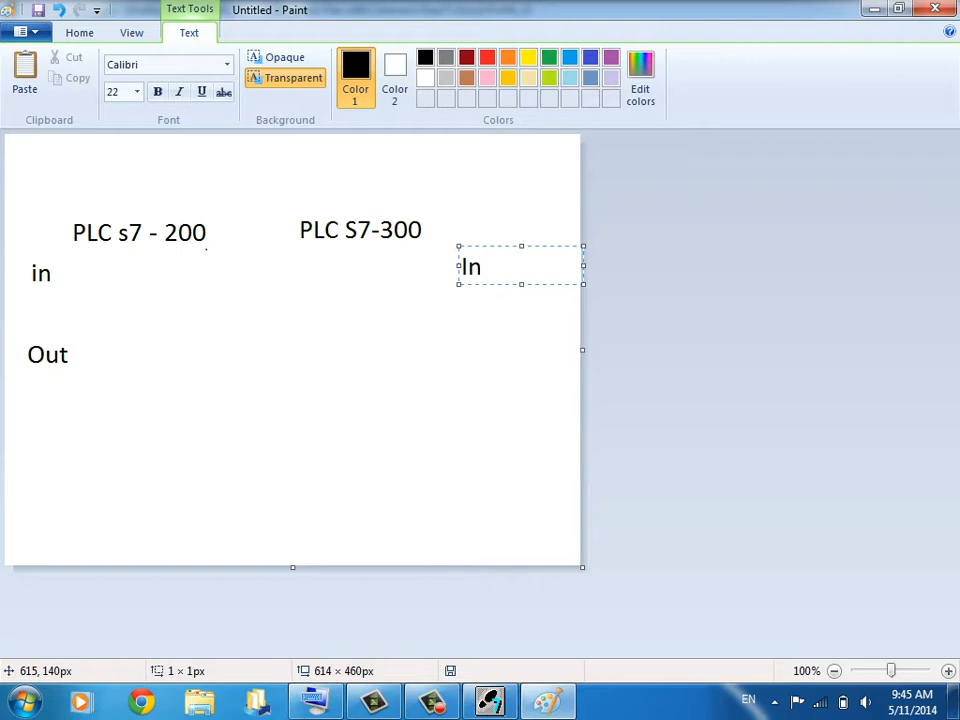 Text Tools
Untitled - Paint
Home
View
Text
Paste
Cut
Copy
Clipboard
Calibri
22
B
I
U
abc
Font
Opaque
Transparent
Background
Color
1
Color
2
Edit
colors
Colors
PLC s7 - 200
PLC S7-300
in
In
Out
615, 140px
1 × 1px
614 × 460px
100%
EN
9:45 AM
5/11/2014